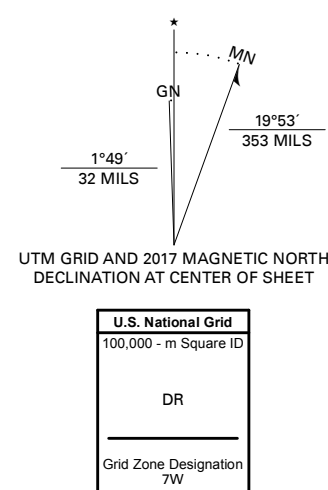 ★
MN
GN
19°53´
353 MILS
1°49´
32 MILS
UTM GRID AND 2017 MAGNETIC NORTH
DECLINATION AT CENTER OF SHEET
U.S. National Grid
100,000 - m Square ID
DR
Grid Zone Designation
7W